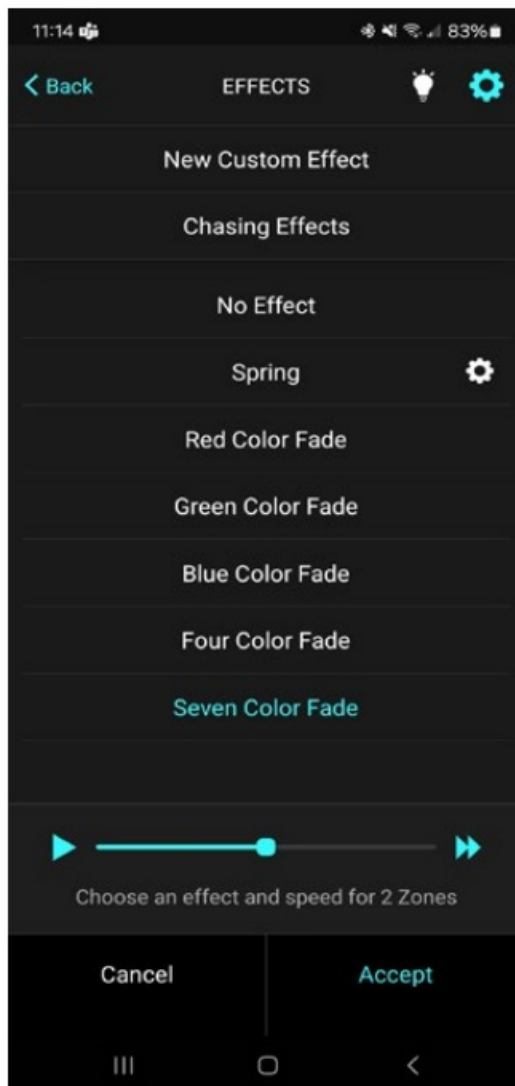 11:14
83%
Back
EFFECTS
New Custom Effect
Chasing Effects
No Effect
Spring
Red Color Fade
Green Color Fade
Blue Color Fade
Four Color Fade
Seven Color Fade
Choose an effect and speed for 2 Zones
Cancel
Accept